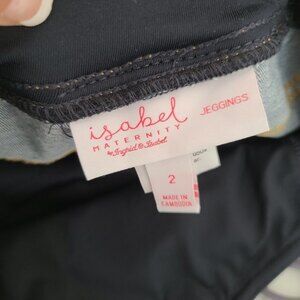 isabel
MATERNITY
by Ingrid & Isabel
JEGGINGS
2
MADE IN
CAMBODIA